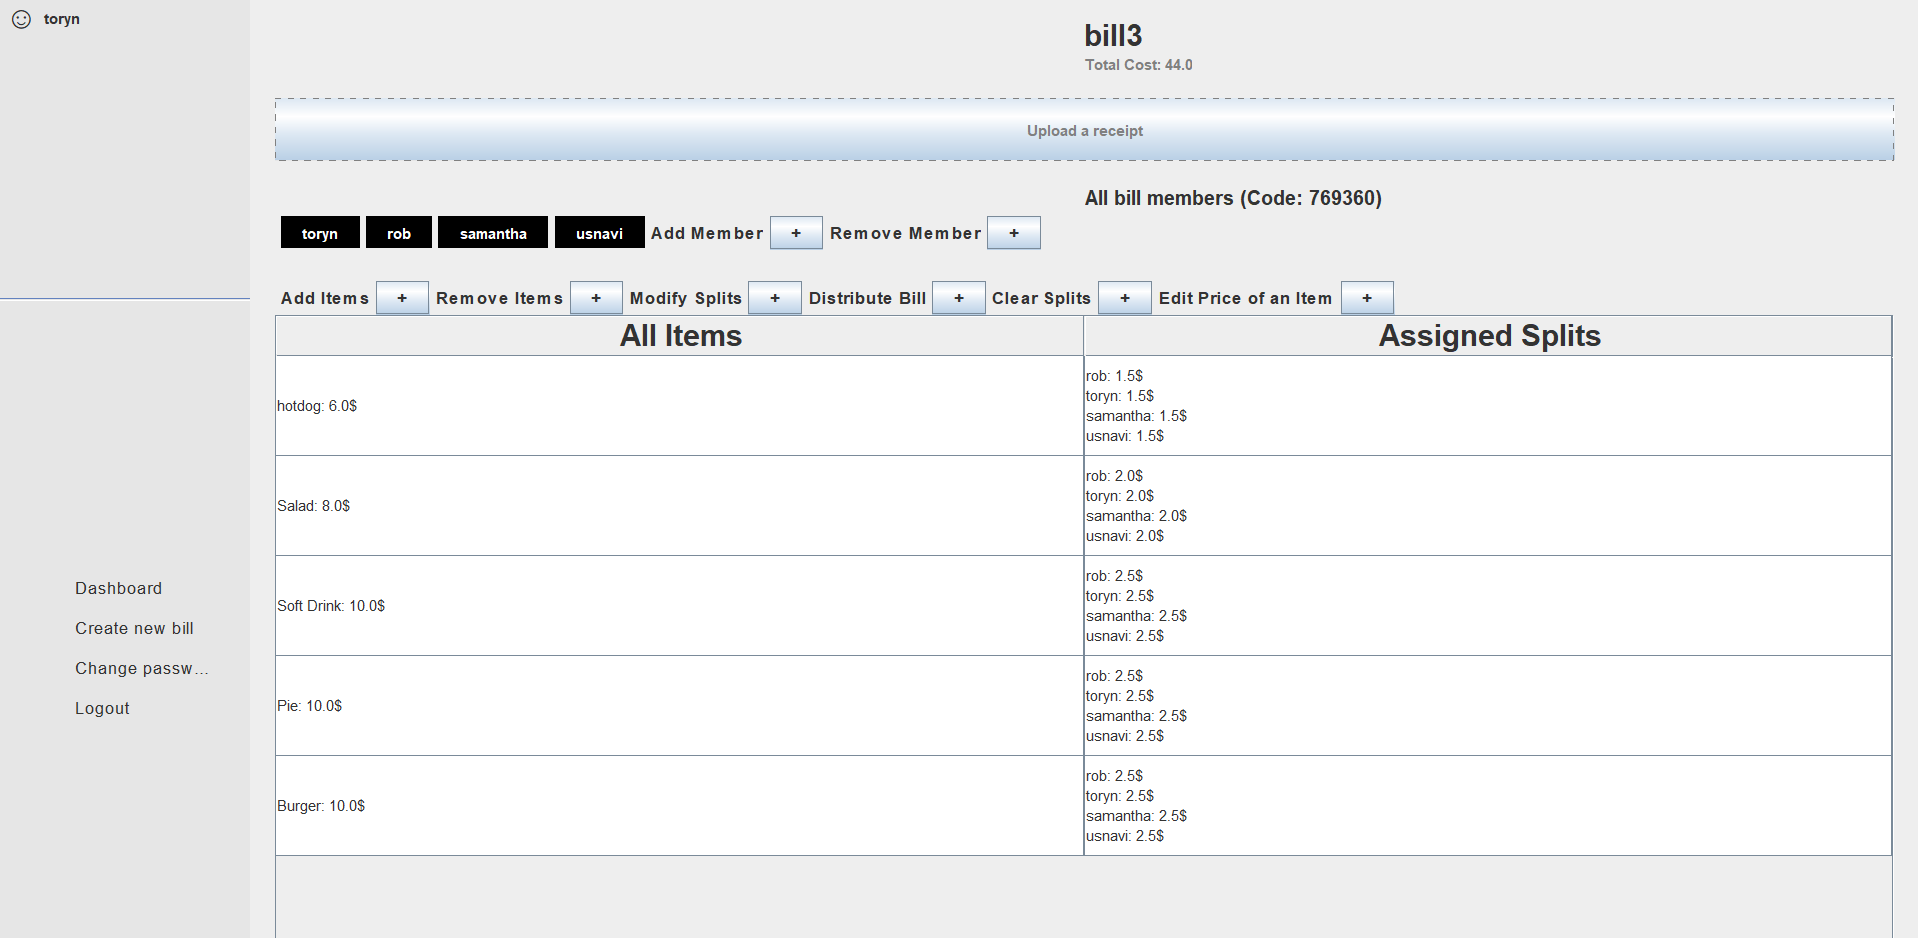 toryn
bill3
Total Cost: 44.0
Upload a receipt
All bill members (Code: 769360)
toryn rob samantha usnavi Add Member + Remove Member +
Add Items + Remove Items + Modify Splits + Distribute Bill + Clear Splits + Edit Price of an Item +
All Items Assigned Splits
hotdog: 6.0$
rob: 1.5$
toryn: 1.5$
samantha: 1.5$
usnavi: 1.5$
Salad: 8.0$
rob: 2.0$
toryn: 2.0$
samantha: 2.0$
usnavi: 2.0$
Soft Drink: 10.0$
rob: 2.5$
toryn: 2.5$
samantha: 2.5$
usnavi: 2.5$
Pie: 10.0$
rob: 2.5$
toryn: 2.5$
samantha: 2.5$
usnavi: 2.5$
Burger: 10.0$
rob: 2.5$
toryn: 2.5$
samantha: 2.5$
usnavi: 2.5$
Dashboard
Create new bill
Change passw...
Logout